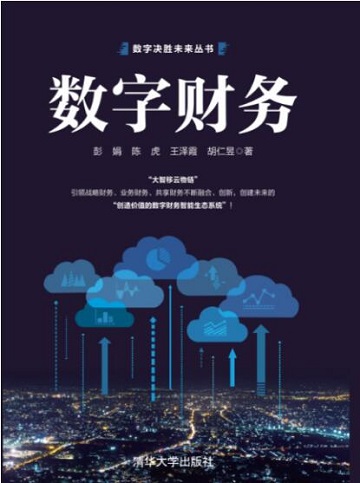 数字决胜未来丛书
数字财务
彭 娟 陈 虎 王泽霞 胡仁昱◎著
“大智移云物链”
引领战略财务、业务财务、共享财务不断融合，创新，创建未来的
“创造价值的数字财务智能生态系统”！
清华大学出版社